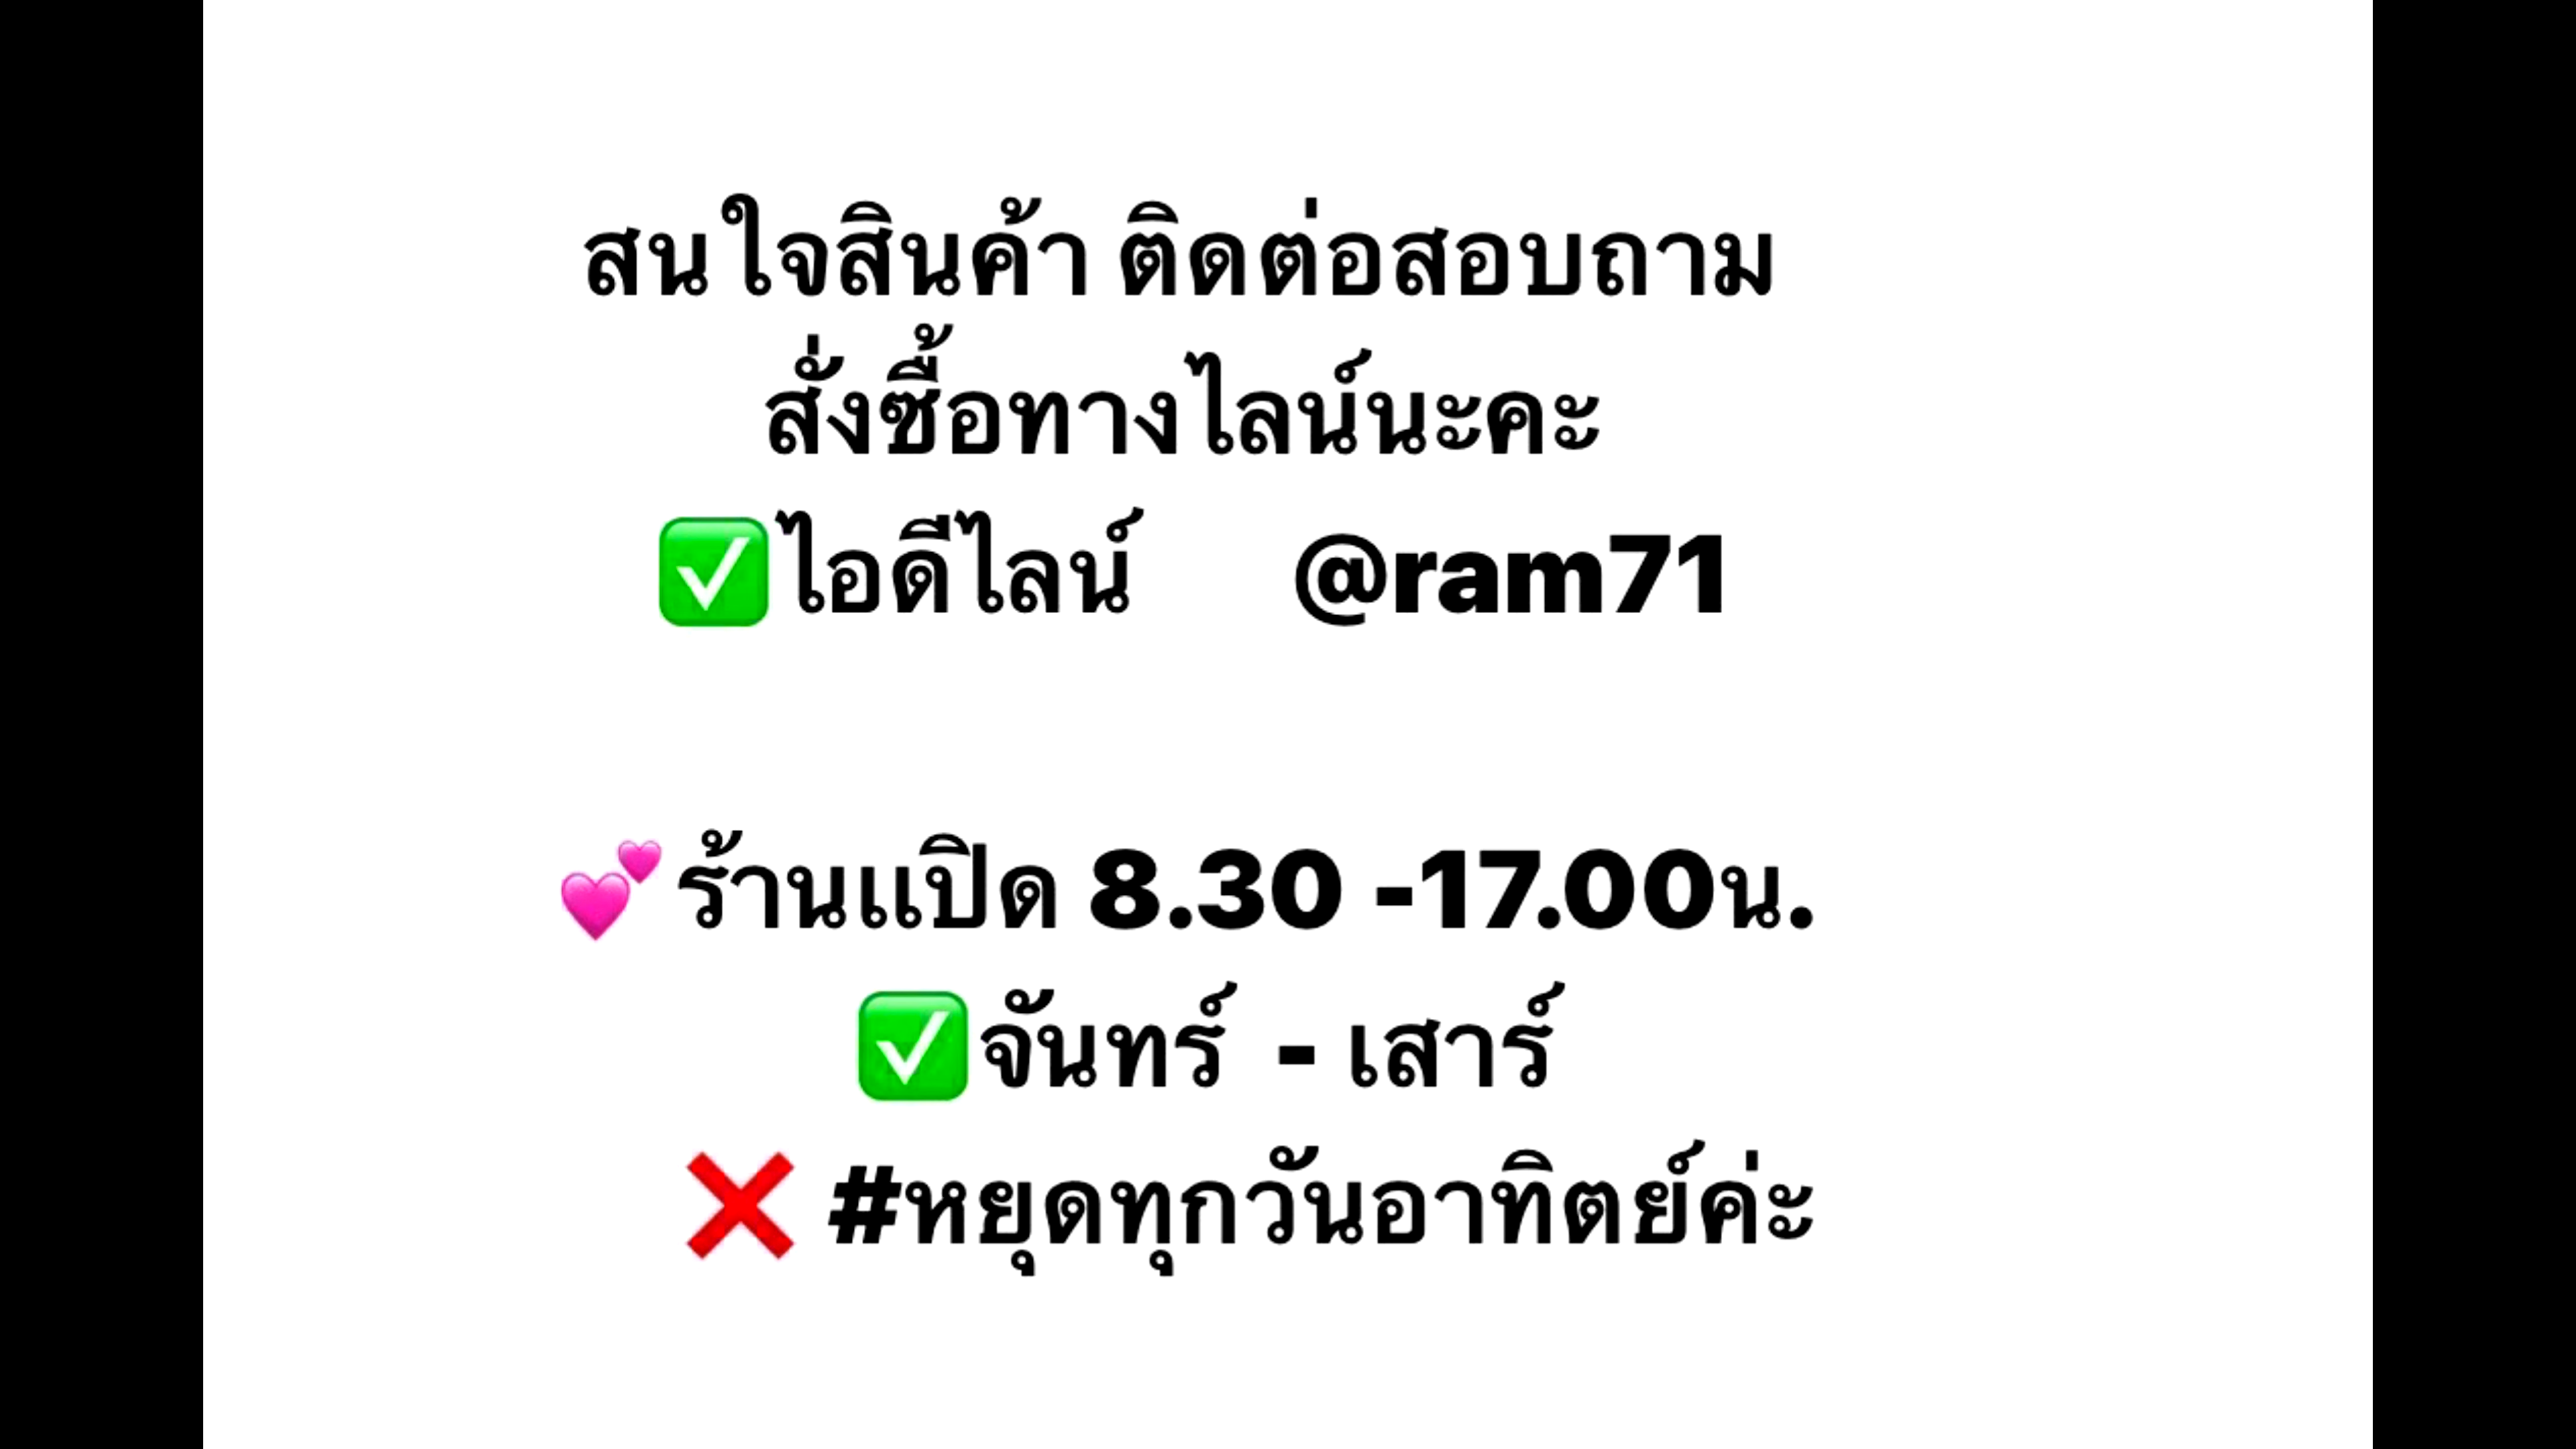 สนใจสินค้า ติดต่อสอบถาม
สั่งซื้อทางไลน์นะคะ
✅ไอดีไลน์ @ram71
💕ร้านเเปิด 8.30 -17.00น.
✅จันทร์ - เสาร์
❌ #หยุดทุกวันอาทิตย์ค่ะ